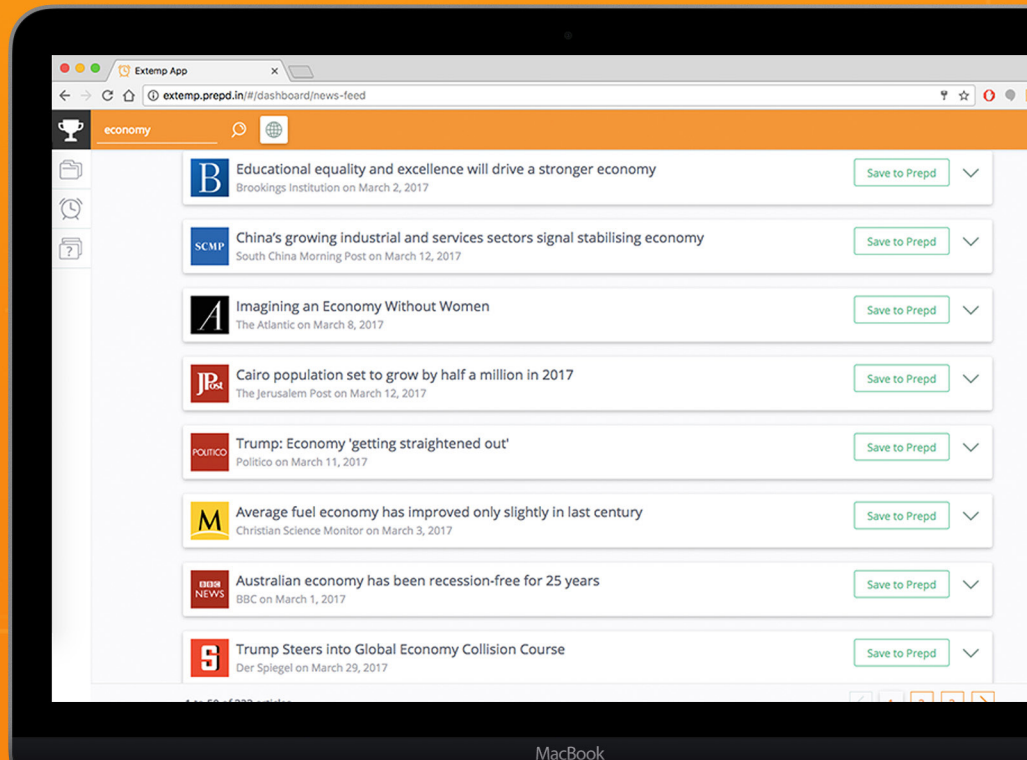 Extemp App
extemp.prepd.in/#/dashboard/news-feed
economy
B
Educational equality and excellence will drive a stronger economy
Brookings Institution on March 2, 2017
Save to Prepd
SCMP
China's growing industrial and services sectors signal stabilising economy
South China Morning Post on March 12, 2017
Save to Prepd
A
Imagining an Economy Without Women
The Atlantic on March 8, 2017
Save to Prepd
JPost
Cairo population set to grow by half a million in 2017
The Jerusalem Post on March 12, 2017
Save to Prepd
POLITICO
Trump: Economy 'getting straightened out'
Politico on March 11, 2017
Save to Prepd
M
Average fuel economy has improved only slightly in last century
Christian Science Monitor on March 3, 2017
Save to Prepd
BBC
NEWS
Australian economy has been recession-free for 25 years
BBC on March 1, 2017
Save to Prepd
S
Trump Steers into Global Economy Collision Course
Der Spiegel on March 29, 2017
Save to Prepd
MacBook